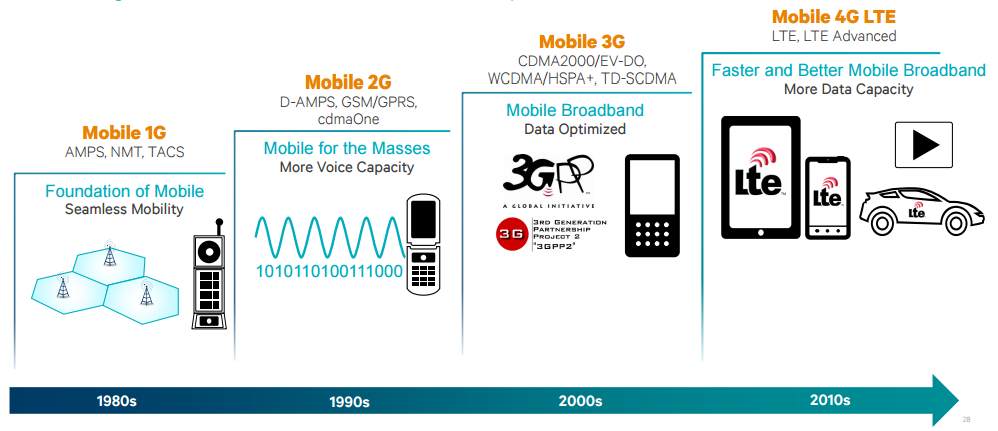 Mobile 1G
AMPS, NMT, TACS
Foundation of Mobile
Seamless Mobility
Mobile 2G
D-AMPS, GSM/GPRS,
cdmaOne
Mobile for the Masses
More Voice Capacity
10101101001111000
Mobile 3G
CDMA2000/EV-DO,
WCDMA/HSPA+, TD-SCDMA
Mobile Broadband
Data Optimized
3GPP™
A GLOBAL INITIATIVE
3G
3RD GENERATION
PARTNERSHIP
PROJECT 2
"3GPP2"
Mobile 4G LTE
LTE, LTE Advanced
Faster and Better Mobile Broadband
More Data Capacity
Lte™
Lte
Lte
1980s
1990s
2000s
2010s
28